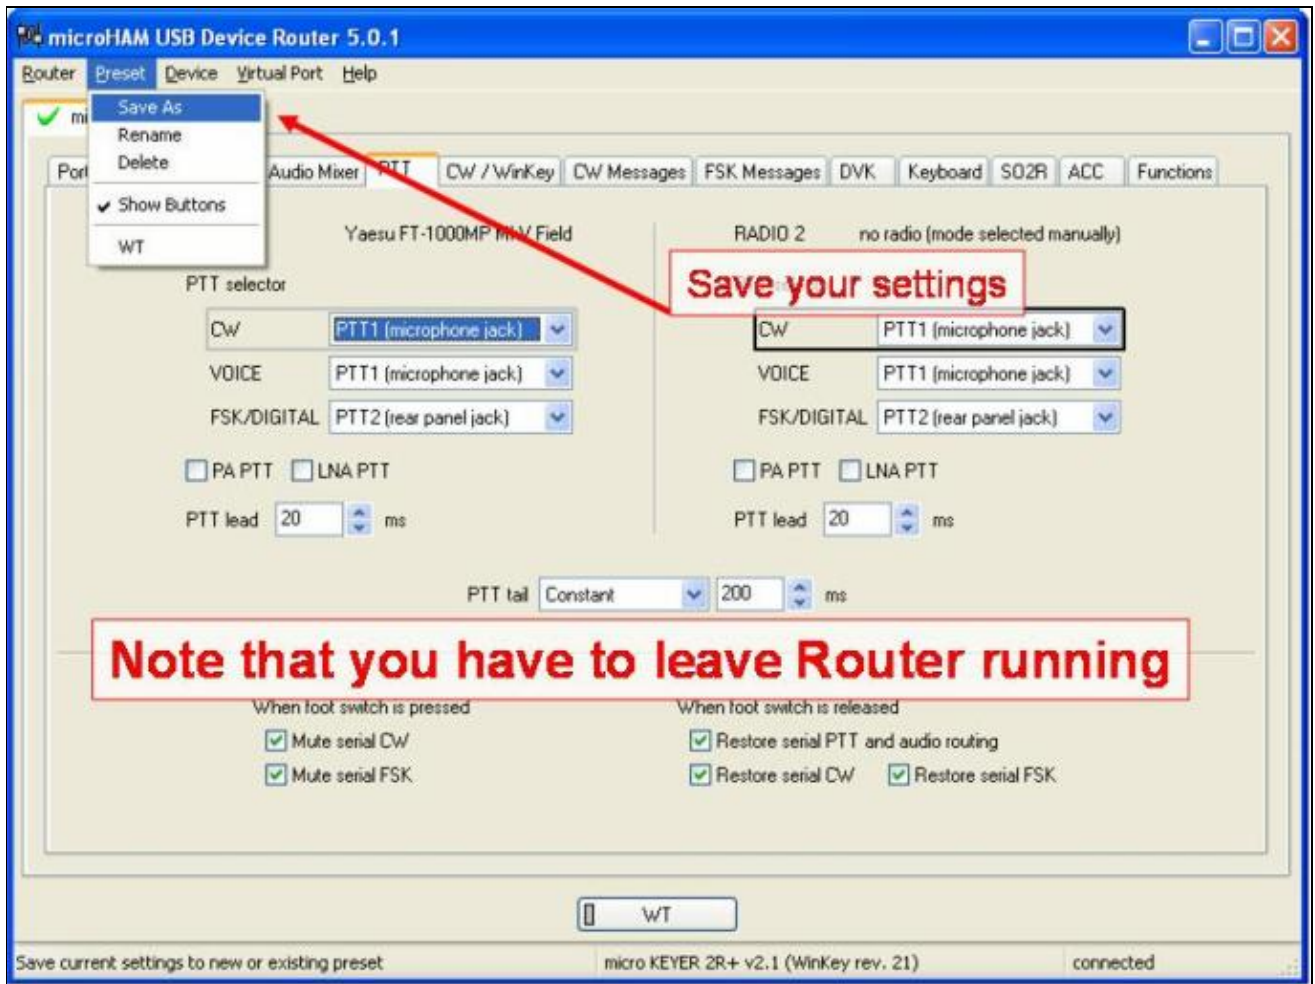 microHAM USB Device Router 5.0.1
Router Preset Device Virtual Port Help
Save As
Rename
Delete
Show Buttons
WT
Audio Mixer PTT CW / WinKey CW Messages FSK Messages DVK Keyboard SO2R ACC Functions
Yaesu FT-1000MP Field
RADIO 2 no radio (mode selected manually)
Save your settings
PTT selector
CW PTT1 (microphone jack)
CW PTT1 (microphone jack)
VOICE PTT1 (microphone jack)
VOICE PTT1 (microphone jack)
FSK/DIGITAL PTT2 (rear panel jack)
FSK/DIGITAL PTT2 (rear panel jack)
PA PTT LNA PTT
PA PTT LNA PTT
PTT lead 20 ms
PTT lead 20 ms
PTT tail Constant 200 ms
Note that you have to leave Router running
When foot switch is pressed
When foot switch is released
Mute serial CW
Restore serial PTT and audio routing
Mute serial FSK
Restore serial CW Restore serial FSK
WT
Save current settings to new or existing preset
micro KEYER 2R+ v2.1 (WinKey rev. 21)
connected